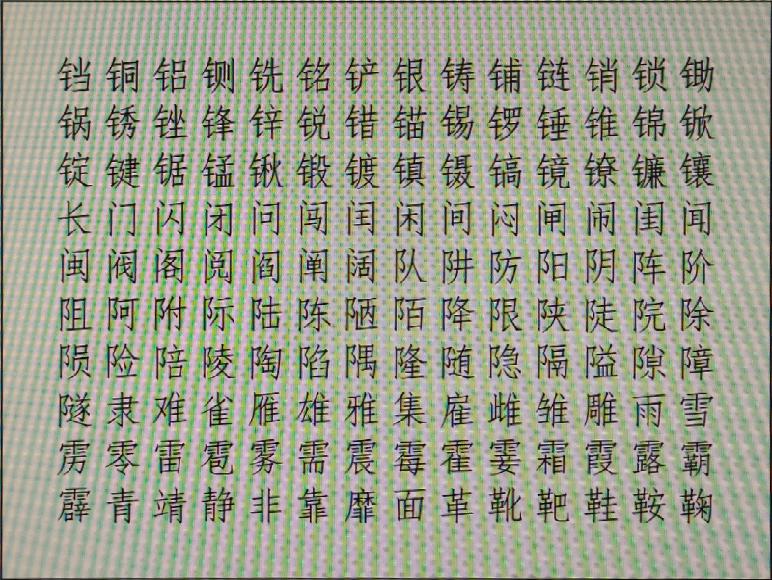 铛铜铝铡铣铭铲银铸铺链销锁锄
锅锈锉锋锌锐错锚锡锣锤锥锦锨
锭键锯锰锹锻镀镇镊镐镜镣镰镶
长门闪闭问闯闰闲间闷闸闹闺闻
闽阀阁阅阎阐阔队阱防阳阴阵阶
阻阿附际陆陈陋陌降限陕徒院除
陨险陪陵陶陷隅隆随隐隔隘隙障
隧隶难雀雁雄雅集雇雌雏雕雨雪
雳零雷雹雾需震霉霍霎霜霞露霸
霹青靖静非靠靡面革靴靶鞋鞍鞠